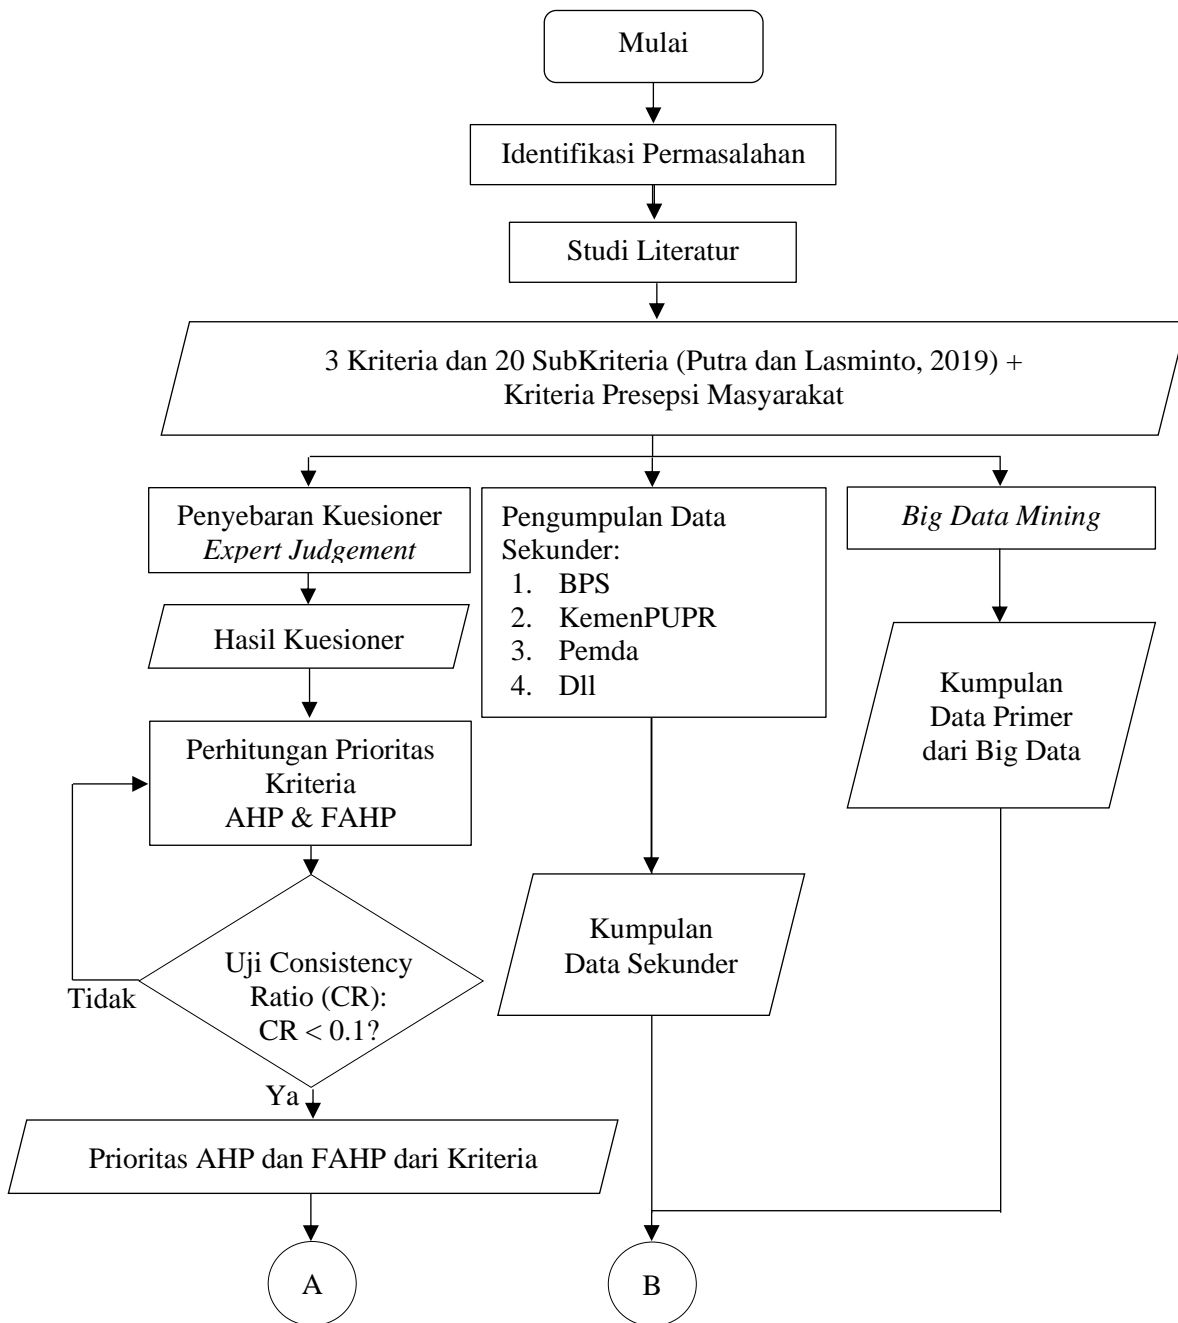 Mulai
Identifikasi Permasalahan
Studi Literatur
3 Kriteria dan 20 SubKriteria (Putra dan Lasminto, 2019) +
Kriteria Presepsi Masyarakat
Penyebaran Kuesioner
Expert Judgement
Hasil Kuesioner
Perhitungan Prioritas
Kriteria
AHP & FAHP
Uji Consistency
Ratio (CR):
CR < 0.1?
Tidak
Ya
Prioritas AHP dan FAHP dari Kriteria
A
Pengumpulan Data
Sekunder:
1. BPS
2. KemenPUPR
3. Pemda
4. Dll
Kumpulan
Data Sekunder
Big Data Mining
Kumpulan
Data Primer
dari Big Data
B